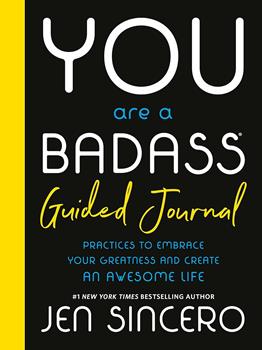 YOU
are a
BADASS®
Guided Journal
PRACTICES TO EMBRACE
YOUR GREATNESS AND CREATE
AN AWESOME LIFE
#1 NEW YORK TIMES BESTSELLING AUTHOR
JEN SINCERO